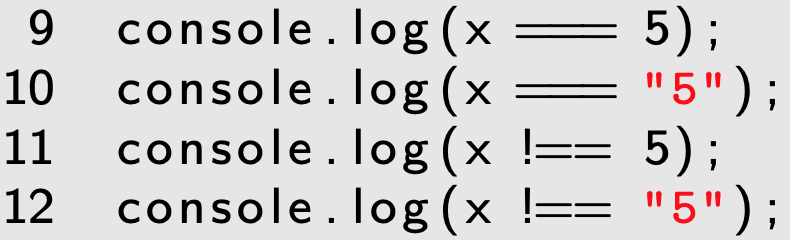 9 console.log(x === 5);
10 console.log(x === "5");
11 console.log(x !== 5);
12 console.log(x !== "5");